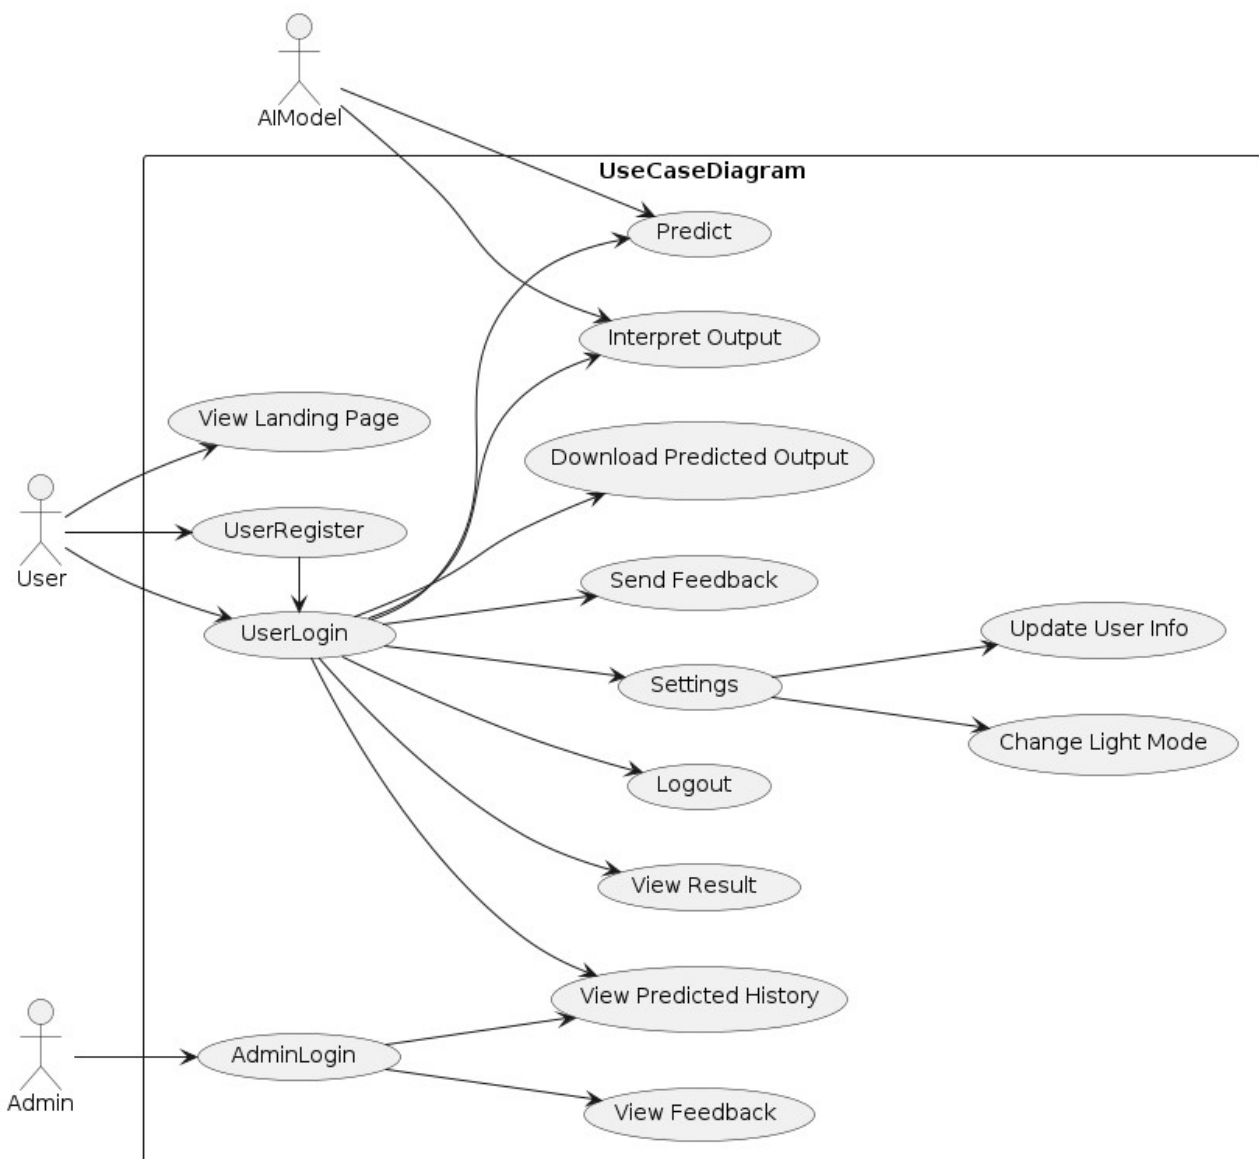 AIModel
UseCaseDiagram
Predict
Interpret Output
View Landing Page
Download Predicted Output
UserRegister
User
Send Feedback
UserLogin
Update User Info
Settings
Change Light Mode
Logout
View Result
View Predicted History
AdminLogin
Admin
View Feedback